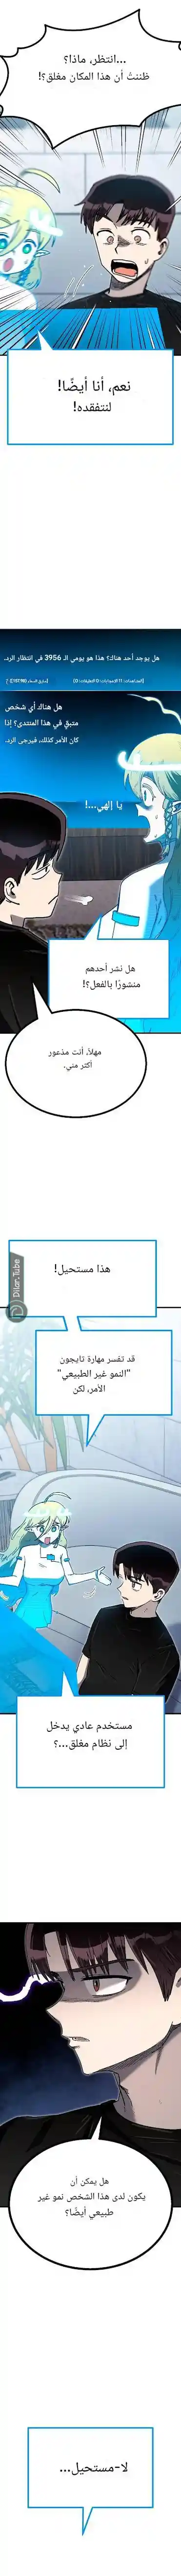 ...انتظر، ماذا؟
ظننتُ أن هذا المكان مغلق؟!
نعم، أنا أيضًا!
لنتفقده!
هل يوجد أحد هناك؟ هذا هو يومي الـ 3956 في انتظار الرد.
هل هناك أي شخص
متبقٍ في هذا المنتدى؟ إذا
كان الأمر كذلك، فيرجى الرد.
يا إلهي...!
هل نشر أحدهم
منشورًا بالفعل؟!
مهلًا، أنت مذعور
أكثر مني.
هذا مستحيل!
Dilar.Tube
قد تفسر مهارة تايجون
"النمو غير الطبيعي"
الأمر، لكن
مستخدم عادي يدخل
إلى نظام مغلق...؟
هل يمكن أن
يكون لدى هذا الشخص نمو غير
طبيعي أيضًا؟
لا-مستحيل...